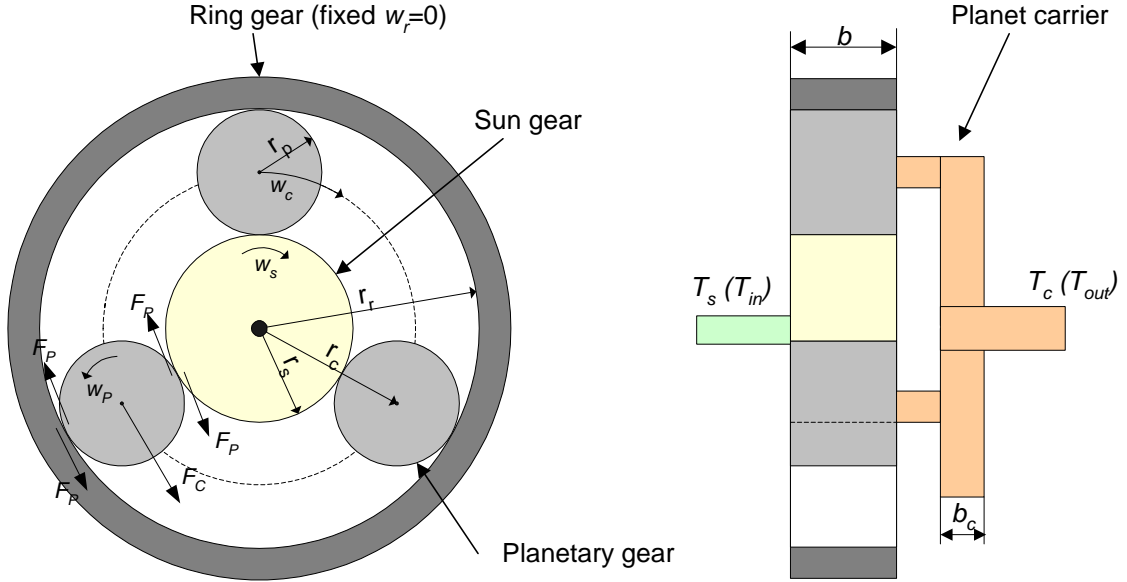 Ring gear (fixed w_r=0)
Planet carrier
b
Sun gear
r_p
w_c
w_s
r_r
T_s (T_in)
T_c (T_out)
F_P
F_P
r_c
r_s
w_P
F_P
F_C
F_P
b_c
Planetary gear